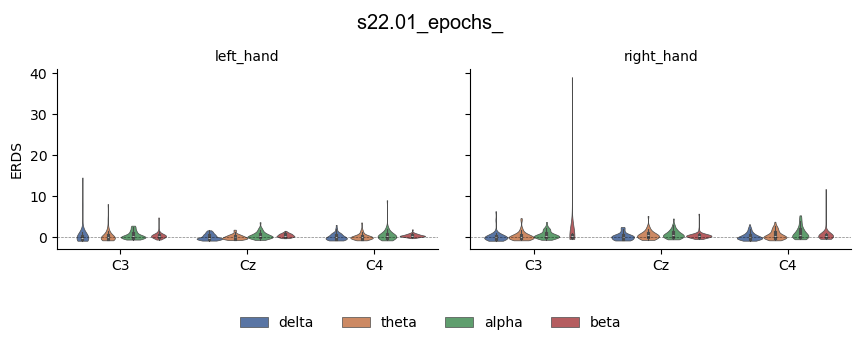 s22.01_epochs_
left_hand
right_hand
ERDS
40
30
20
10
0
C3
Cz
C4
C3
Cz
C4
delta
theta
alpha
beta